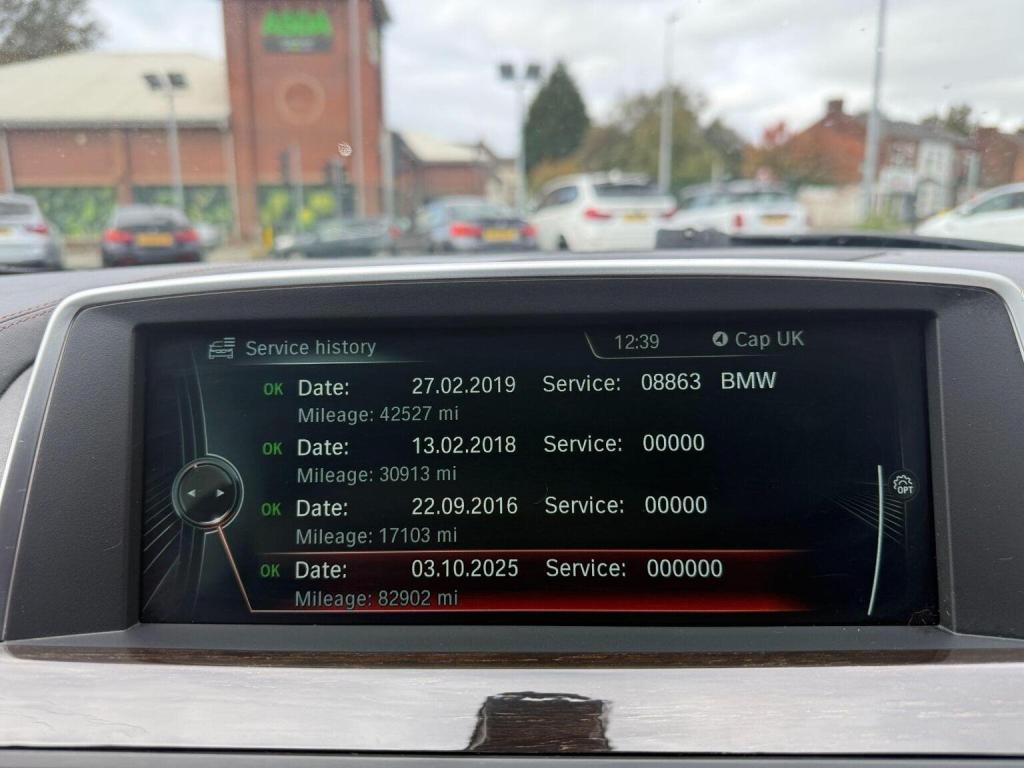 ASDA
Service history
12:39
Cap UK
OK Date: 27.02.2019 Service: 08863 BMW
Mileage: 42527 mi
OK Date: 13.02.2018 Service: 00000
Mileage: 30913 mi
OK Date: 22.09.2016 Service: 00000
Mileage: 17103 mi
OPT
OK Date: 03.10.2025 Service: 000000
Mileage: 82902 mi